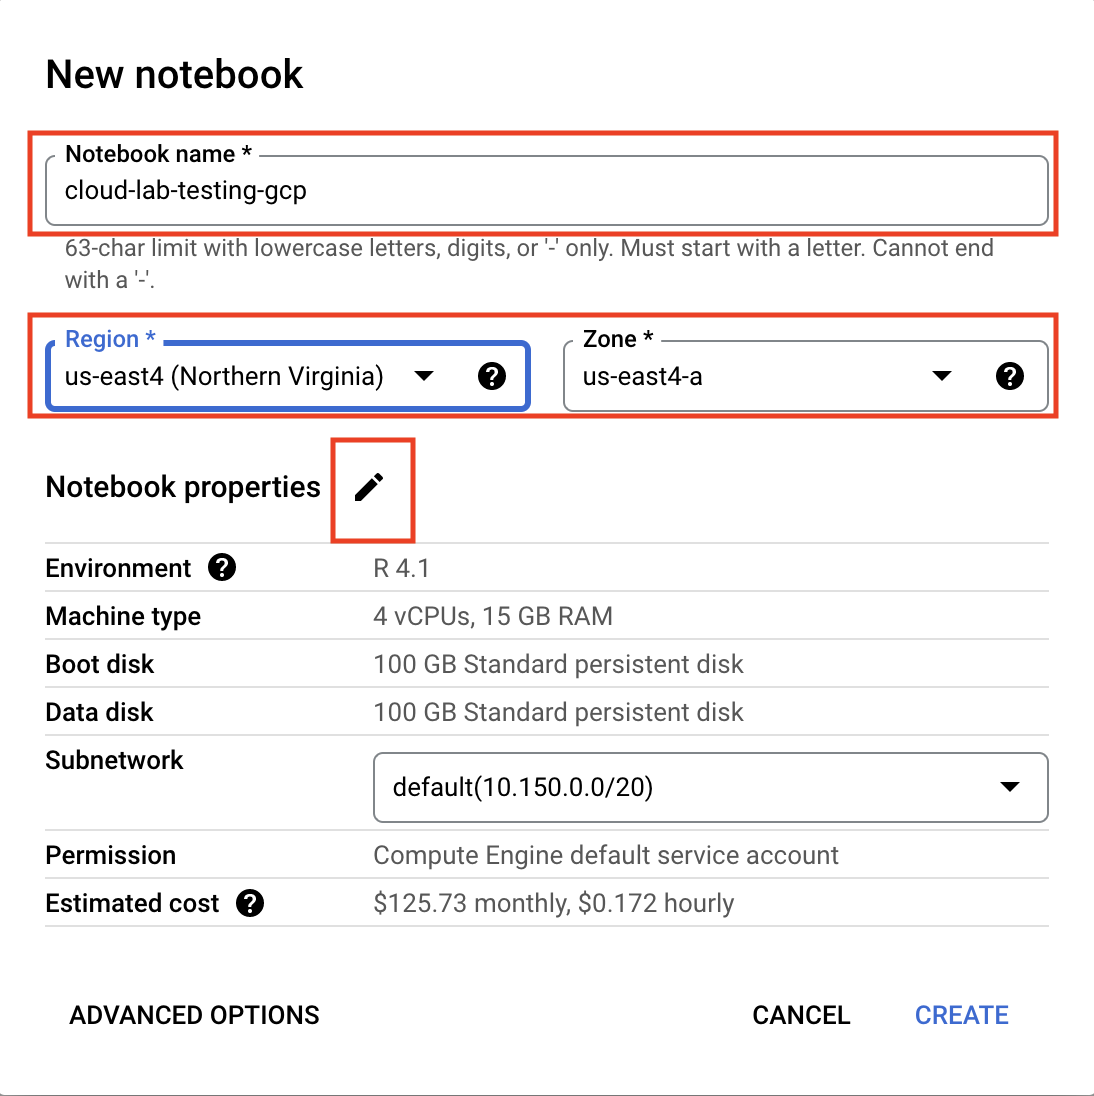 New notebook
Notebook name *
cloud-lab-testing-gcp
63-char limit with lowercase letters, digits, or '-' only. Must start with a letter. Cannot end
with a '-'.
Region *
us-east4 (Northern Virginia)
Zone *
us-east4-a
Notebook properties
Environment R 4.1
Machine type 4 vCPUs, 15 GB RAM
Boot disk 100 GB Standard persistent disk
Data disk 100 GB Standard persistent disk
Subnetwork default(10.150.0.0/20)
Permission Compute Engine default service account
Estimated cost $125.73 monthly, $0.172 hourly
ADVANCED OPTIONS CANCEL CREATE